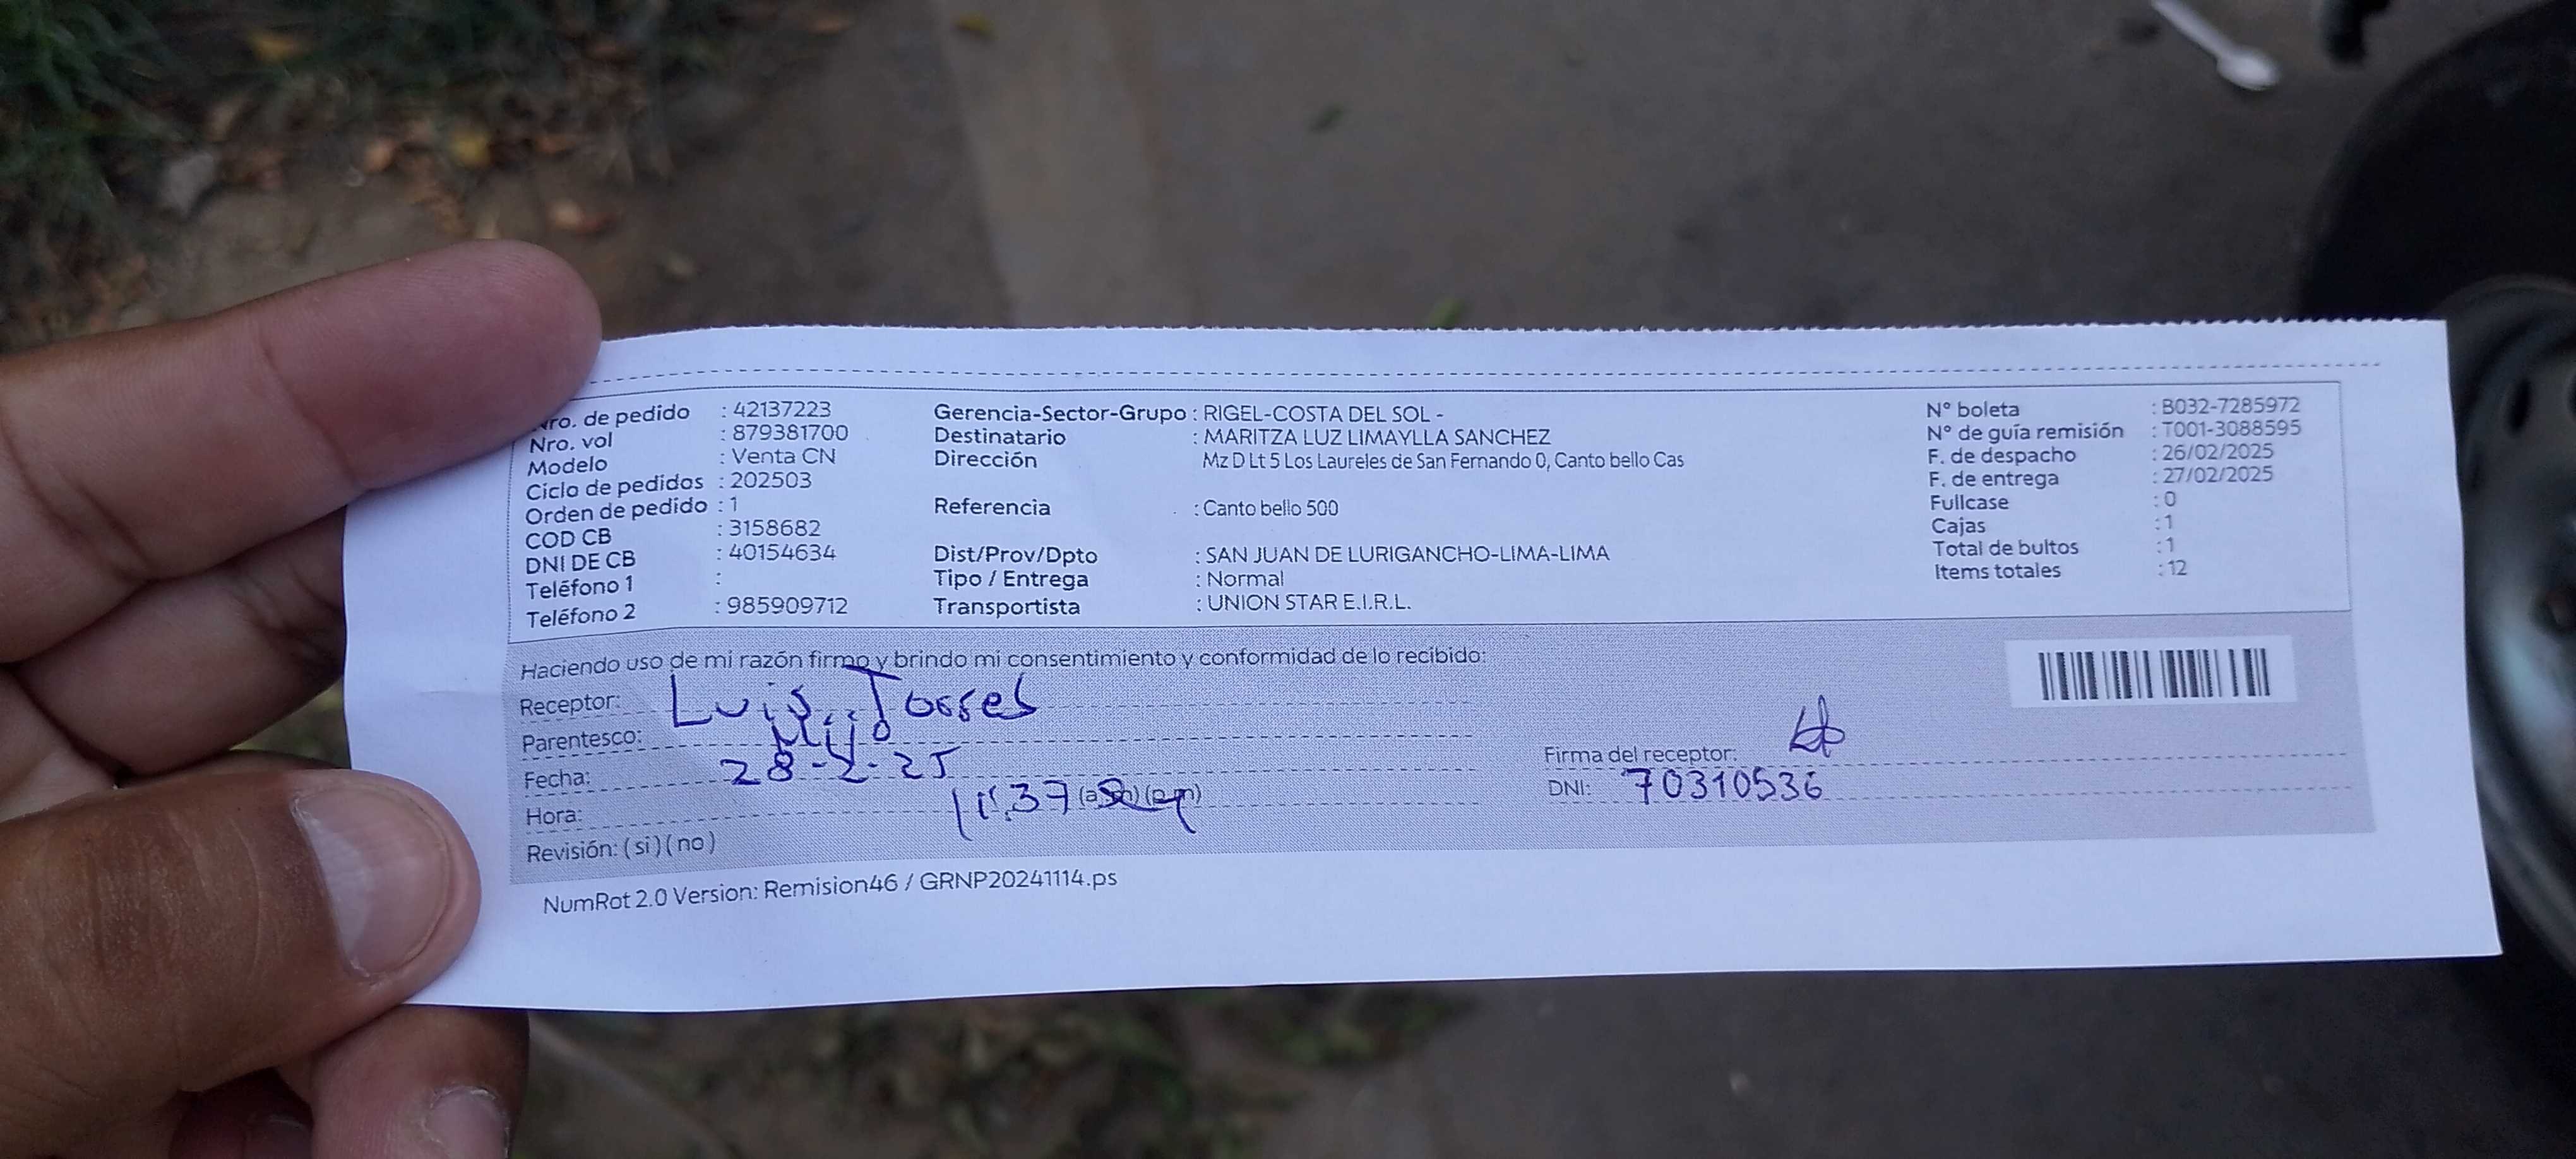 Nro. de pedido : 42137223
Nro. vol : 879381700
Modelo : Venta CN
Ciclo de pedidos : 202503
Orden de pedido : 1
COD CB : 3158682
DNI DE CB : 40154634
Teléfono 1 :
Teléfono 2 : 985909712
Gerencia-Sector-Grupo : RIGEL-COSTA DEL SOL -
Destinatario : MARITZA LUZ LIMAYLLA SANCHEZ
Dirección Mz D Lt 5 Los Laureles de San Fernando 0, Canto bello Cas
Referencia : Canto bello 500
Dist/Prov/Dpto : SAN JUAN DE LURIGANCHO-LIMA-LIMA
Tipo / Entrega : Normal
Transportista : UNION STAR E.I.R.L.
N° boleta : B032-7285972
N° de guía remisión : T001-3088595
F. de despacho : 26/02/2025
F. de entrega : 27/02/2025
Fullcase : 0
Cajas : 1
Total de bultos : 1
Items totales : 12
Haciendo uso de mi razón firmo y brindo mi consentimiento y conformidad de lo recibido:
Receptor: Luis
Parentesco: Hijo
Fecha: 28-2-25
Hora: 11:37 (a.m) (p.m)
Revisión: (si) (no)
Firma del receptor:
DNI: 70310536
NumRot 2.0 Version: Remision46 / GRNP20241114.ps